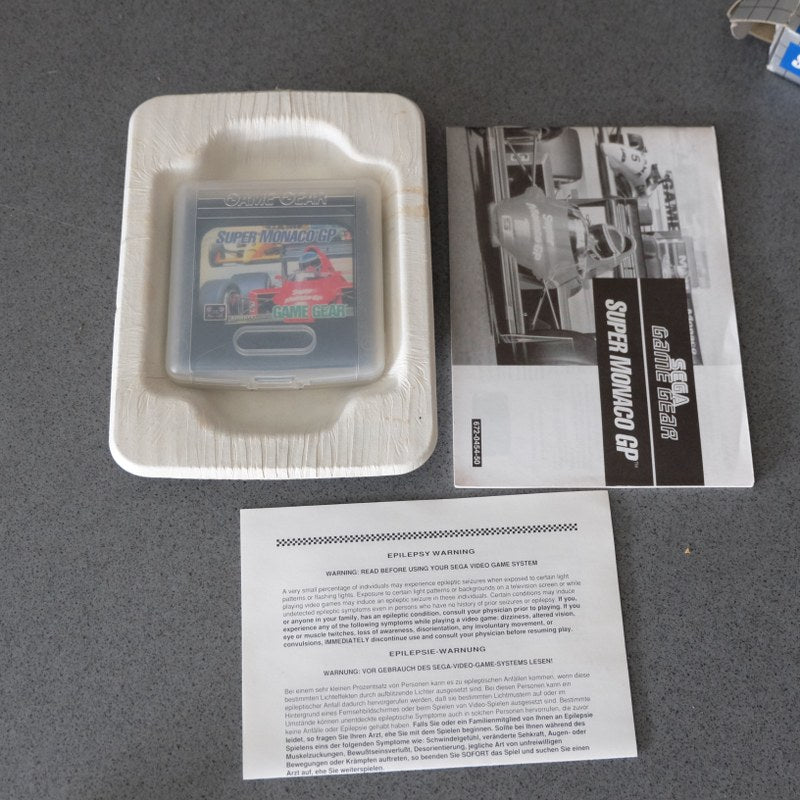 GAME GEAR
SUPER MONACO GP
GAME GEAR
SEGA
GAME GEAR
SUPER MONACO GP™
672-0454-50
EPILEPSY WARNING
WARNING: READ BEFORE USING YOUR SEGA VIDEO GAME SYSTEM
A very small percentage of individuals may experience epileptic seizures when exposed to certain light
patterns or flashing lights. Exposure to certain light patterns or backgrounds on a television screen or while
playing video games may induce an epileptic seizure in these individuals. Certain conditions may induce
undetected epileptic symptoms even in persons who have no history of prior seizures or epilepsy. If you,
or anyone in your family, has an epileptic condition, consult your physician prior to playing. If you
experience any of the following symptoms while playing a video game: dizziness, altered vision,
eye or muscle twitches, loss of awareness, disorientation, any involuntary movement, or
convulsions, IMMEDIATELY discontinue use and consult your physician before resuming play.
EPILEPSIE-WARNUNG
WARNUNG: VOR GEBRAUCH DES SEGA-VIDEO-GAME-SYSTEMS LESEN!
Bei einem sehr kleinen Prozentsatz von Personen kann es zu epileptischen Anfällen kommen, wenn diese
bestimmten Lichteffekten durch aufblitzende Lichter ausgesetzt sind. Bei diesen Personen kann ein
epileptischer Anfall dadurch hervorgerufen werden, daß sie bestimmten Lichtmustern auf oder im
Hintergrund eines Fernsehbildschirmes oder beim Spielen von Video-Spielen ausgesetzt sind. Bestimmte
Umstände können unentdeckte epileptische Symptome auch in solchen Personen hervorrufen, die zuvor
keine Anfälle oder Epilepsie gehabt haben. Falls Sie oder ein Familienmitglied von Ihnen an Epilepsie
leidet, so fragen Sie Ihren Arzt, ehe Sie mit dem Spielen beginnen. Sollte bei Ihnen während des
Spielens eins der folgenden Symptome wie: Schwindelgefühl, veränderte Sehkraft, Augen- oder
Muskelzuckungen, Bewußtseinsverlußt, Desorientierung, jegliche Art von unfreiwilligen
Bewegungen oder Krämpfen auftreten, so beenden Sie SOFORT das Spiel und suchen Sie einen
Arzt auf, ehe Sie weiterspielen.